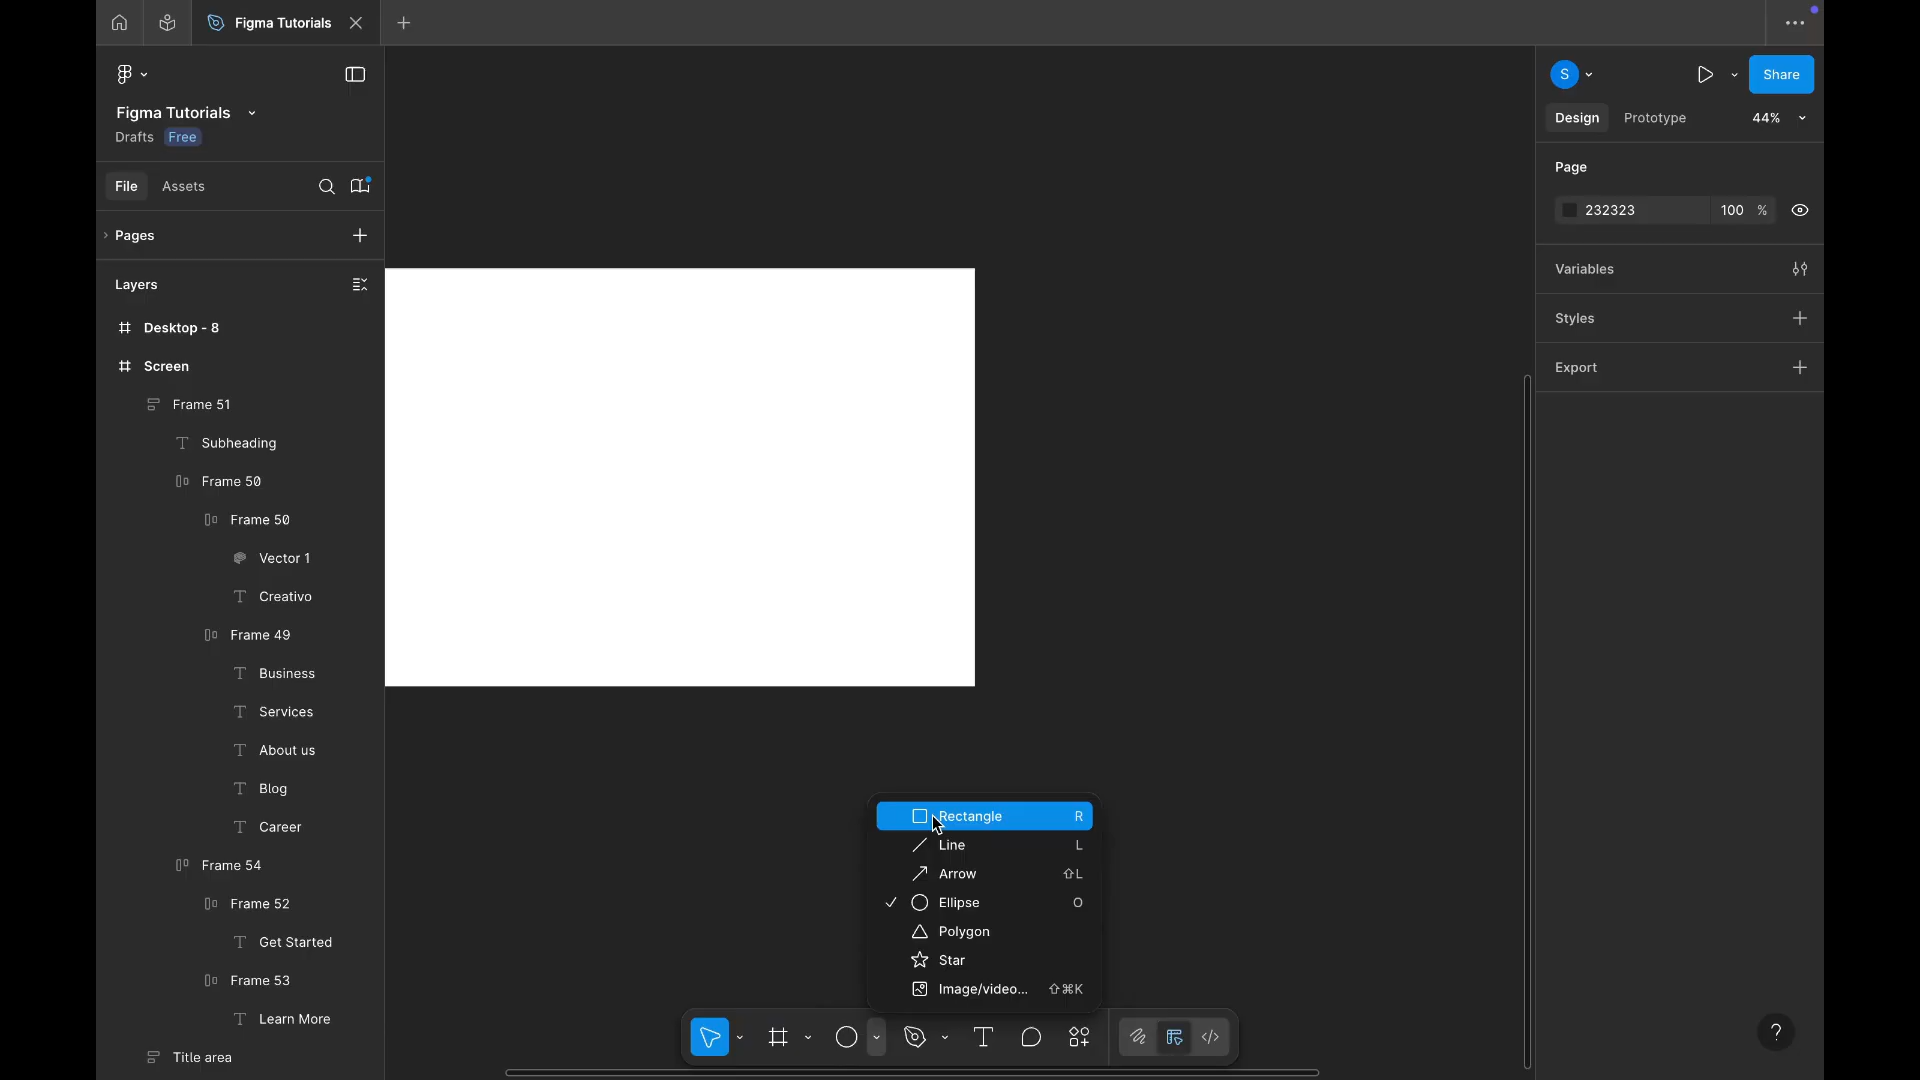 Figma Tutorials
Figma Tutorials
Drafts Free
File Assets
Pages
Layers
Desktop - 8
Screen
Frame 51
Subheading
Frame 50
Frame 50
Vector 1
Creativo
Frame 49
Business
Services
About us
Blog
Career
Frame 54
Frame 52
Get Started
Frame 53
Learn More
Title area
Rectangle R
Line L
Arrow ⇧L
Ellipse O
Polygon
Star
Image/video... ⇧⌘K
S
Share
Design Prototype 44%
Page
232323 100 %
Variables
Styles
Export
?